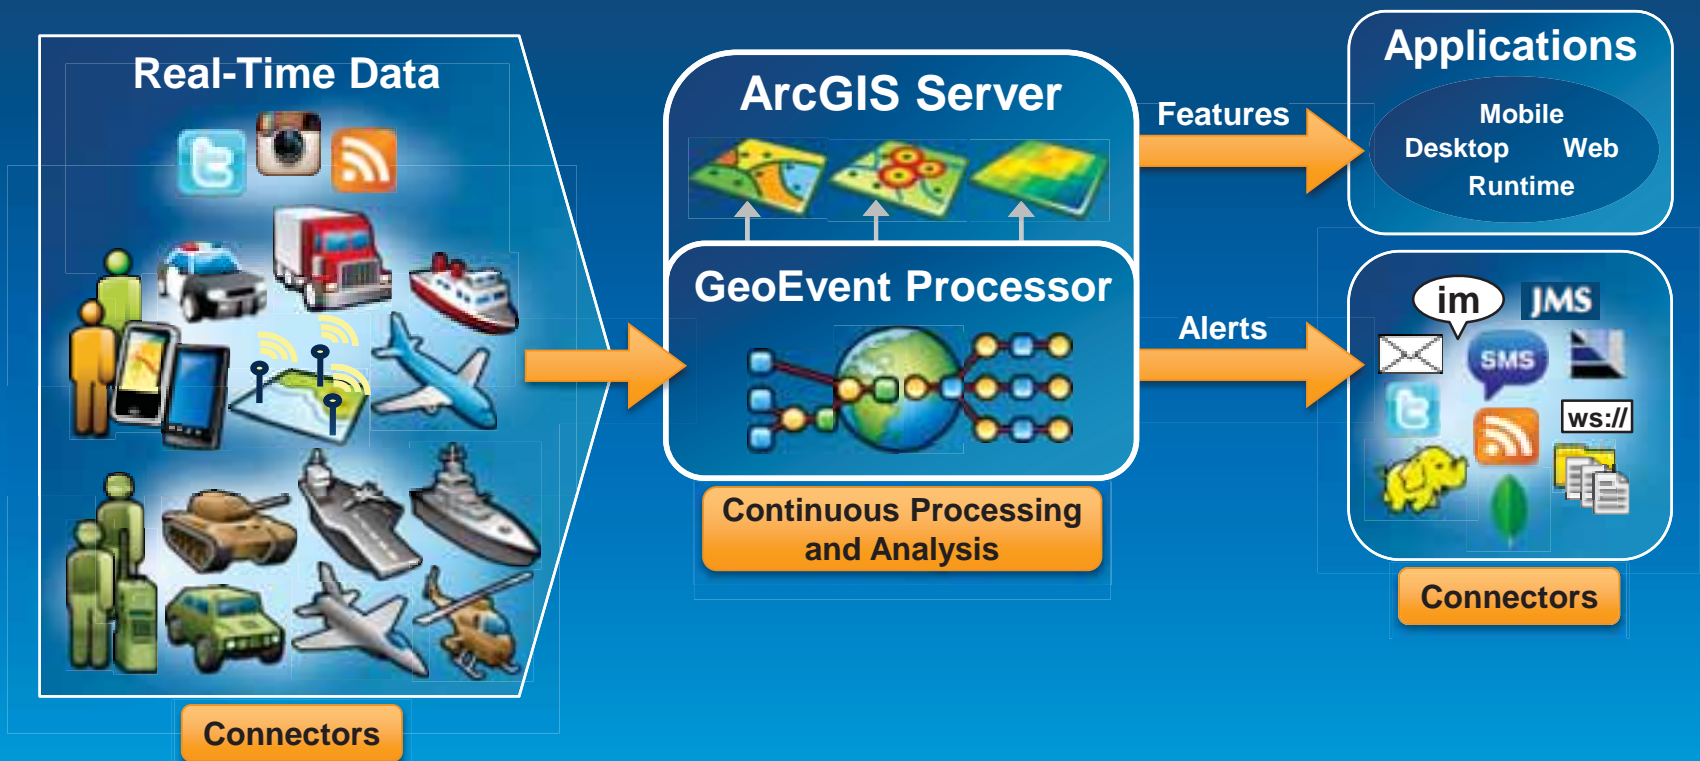 Real-Time Data
Connectors
ArcGIS Server
GeoEvent Processor
Continuous Processing
and Analysis
Features
Alerts
Applications
Mobile
Desktop Web
Runtime
im
JMS
SMS
t
t
ws://
Connectors